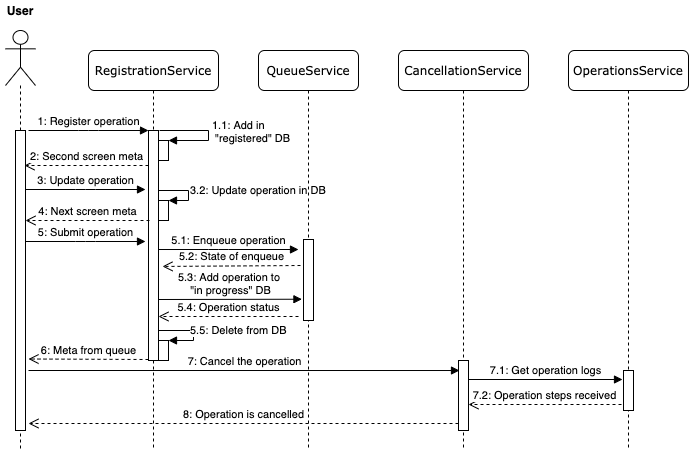 User
RegistrationService
QueueService
CancellationService
OperationsService
1: Register operation
1.1: Add in
"registered" DB
2: Second screen meta
3: Update operation
3.2: Update operation in DB
4: Next screen meta
5: Submit operation
5.1: Enqueue operation
5.2: State of enqueue
5.3: Add operation to
"in progress" DB
5.4: Operation status
5.5: Delete from DB
6: Meta from queue
7: Cancel the operation
7.1: Get operation logs
7.2: Operation steps received
8: Operation is cancelled